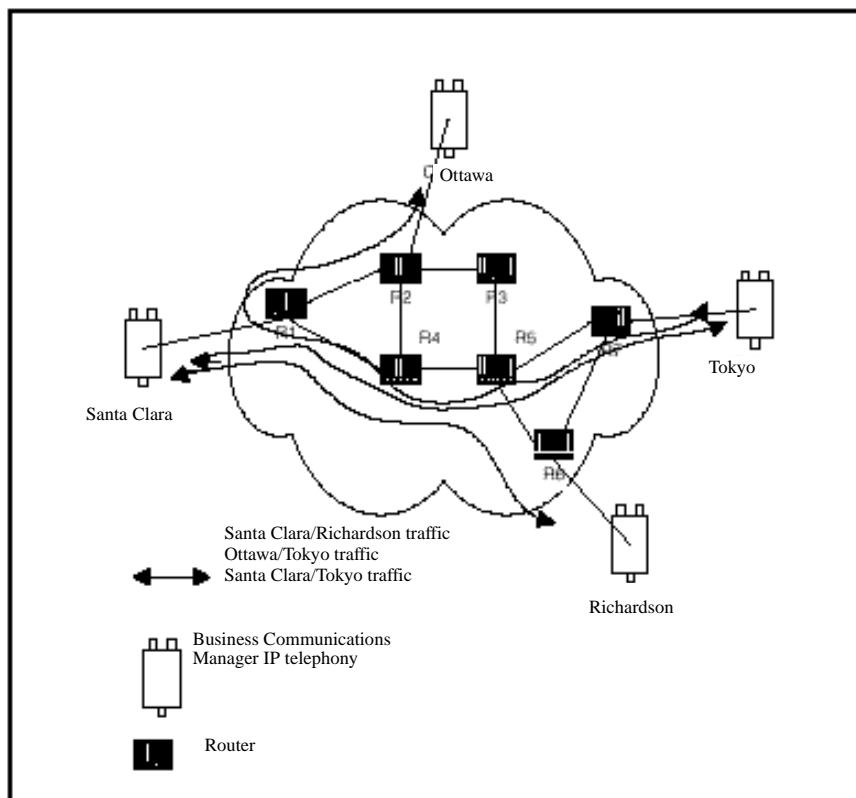 Ottawa
R2
R3
R1
R4
R5
Tokyo
Santa Clara
R6
Santa Clara/Richardson traffic
Ottawa/Tokyo traffic
Santa Clara/Tokyo traffic
Richardson
Business Communications
Manager IP telephony
Router